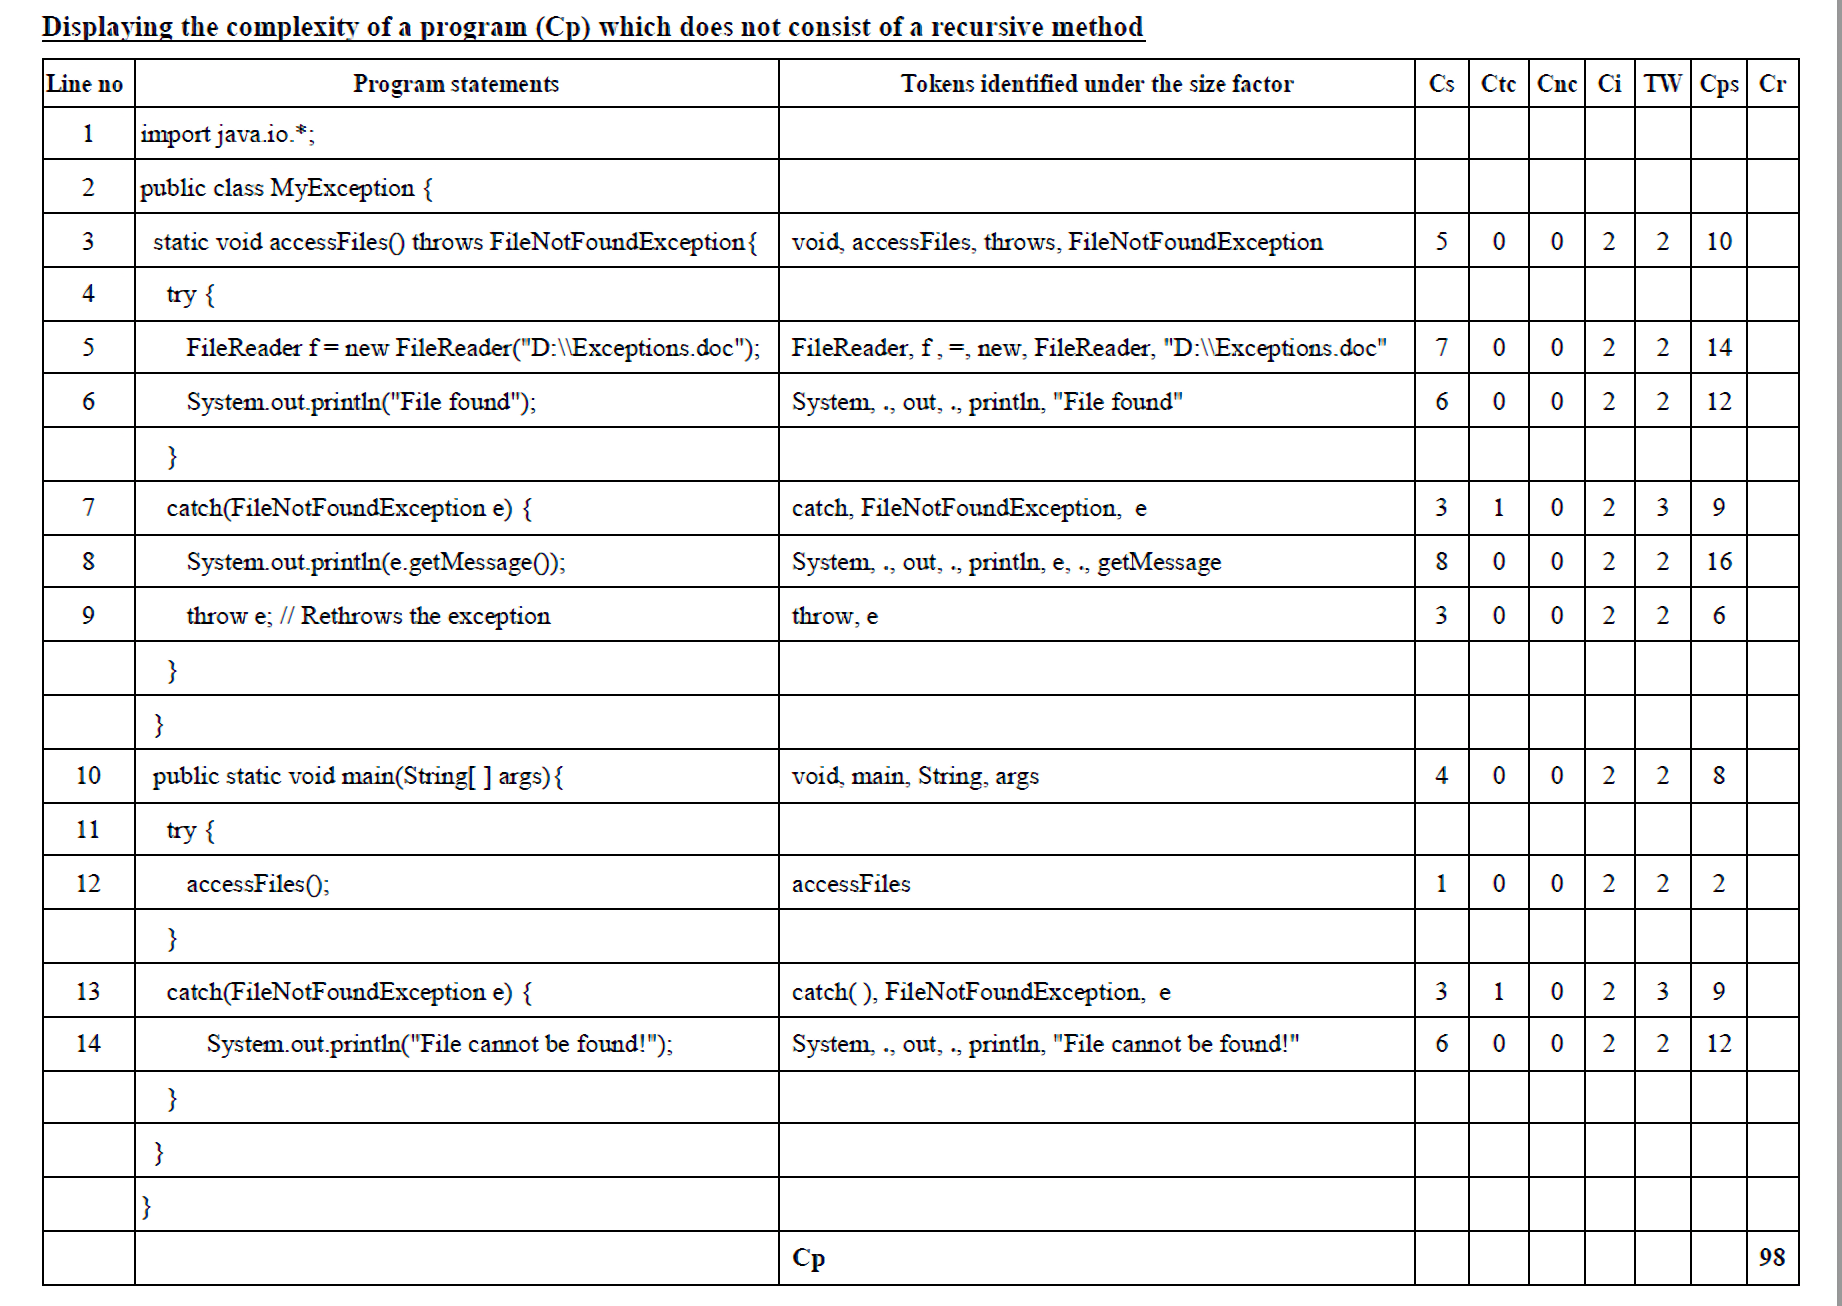 Displaying the complexity of a program (Cp) which does not consist of a recursive method
Line no Program statements Tokens identified under the size factor Cs Ctc Cnc Ci TW Cps Cr
1 import java.io.*;
2 public class MyException {
3 static void accessFiles() throws FileNotFoundException{ void, accessFiles, throws, FileNotFoundException 5 0 0 2 2 10
4 try {
5 FileReader f = new FileReader("D:\\Exceptions.doc"); FileReader, f , =, new, FileReader, "D:\\Exceptions.doc" 7 0 0 2 2 14
6 System.out.println("File found"); System, ., out, ., println, "File found" 6 0 0 2 2 12
}
7 catch(FileNotFoundException e) { catch, FileNotFoundException, e 3 1 0 2 3 9
8 System.out.println(e.getMessage()); System, ., out, ., println, e, ., getMessage 8 0 0 2 2 16
9 throw e; // Rethrows the exception throw, e 3 0 0 2 2 6
}
}
10 public static void main(String[ ] args){ void, main, String, args 4 0 0 2 2 8
11 try {
12 accessFiles(); accessFiles 1 0 0 2 2 2
}
13 catch(FileNotFoundException e) { catch( ), FileNotFoundException, e 3 1 0 2 3 9
14 System.out.println("File cannot be found!"); System, ., out, ., println, "File cannot be found!" 6 0 0 2 2 12
}
}
}
Cp 98